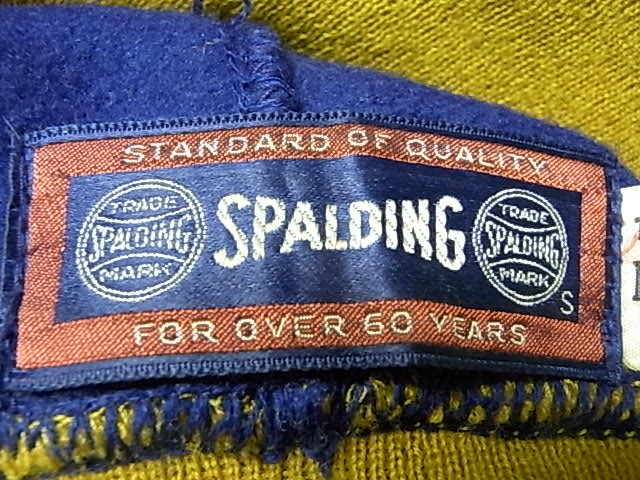 STANDARD OF QUALITY
TRADE
SPALDING
MARK
SPALDING
TRADE
SPALDING
MARK
S
FOR OVER 60 YEARS